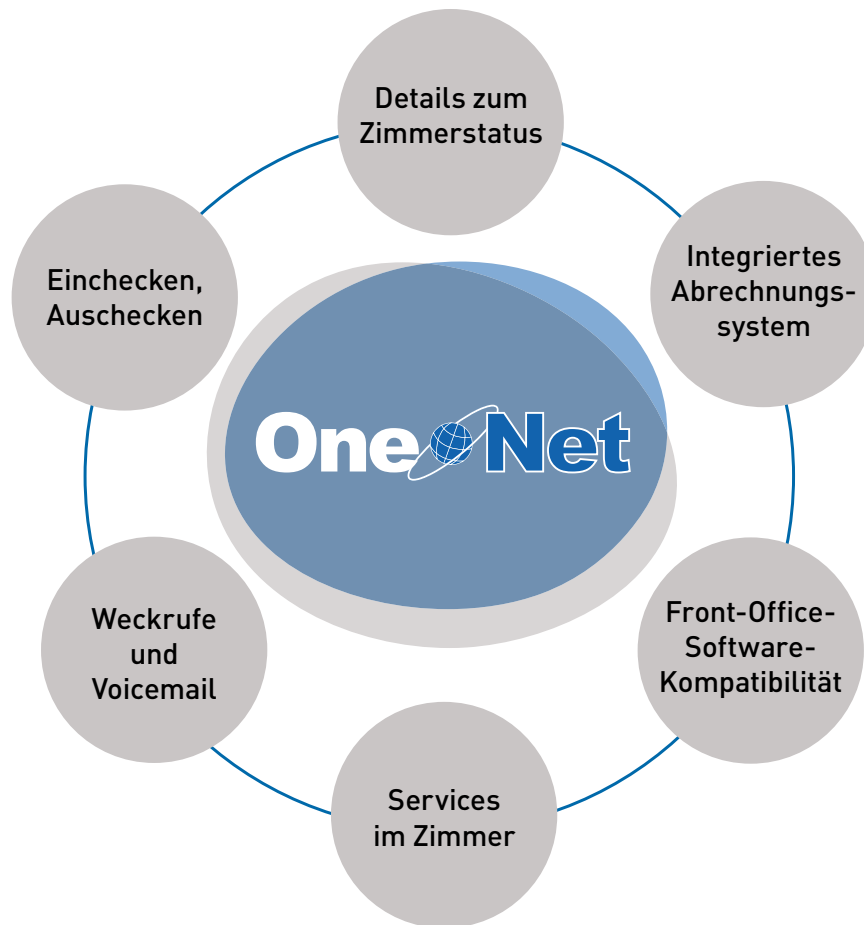 Details zum
Zimmerstatus
Integriertes
Abrechnungs-
system
Einchecken,
Auschecken
One Net
Weckrufe
und
Voicemail
Front-Office-
Software-
Kompatibilität
Services
im Zimmer